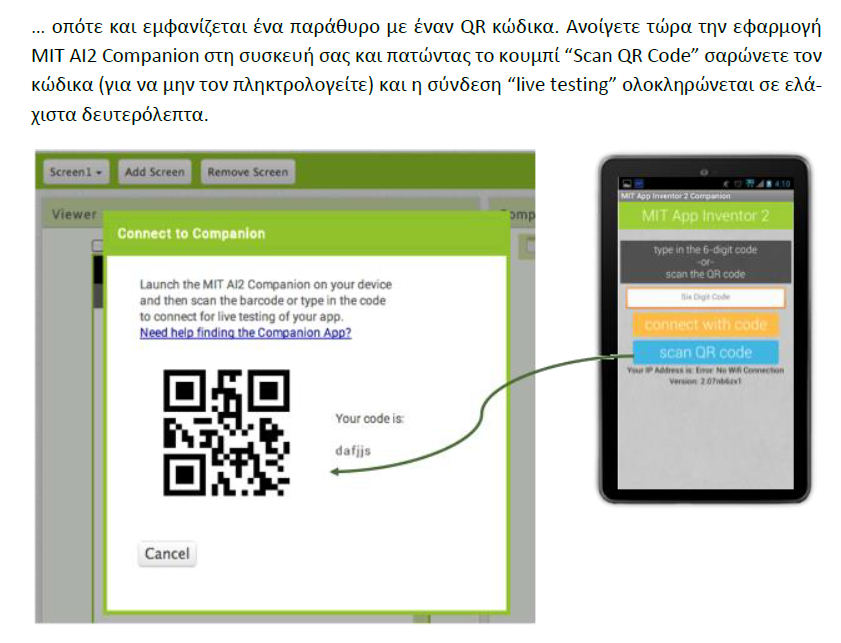 … οπότε και εμφανίζεται ένα παράθυρο με έναν QR κώδικα. Ανοίγετε τώρα την εφαρμογή
MIT AI2 Companion στη συσκευή σας και πατώντας το κουμπί “Scan QR Code” σαρώνετε τον
κώδικα (για να μην τον πληκτρολογείτε) και η σύνδεση “live testing” ολοκληρώνεται σε ελά-
χιστα δευτερόλεπτα.
Screen1
Add Screen
Remove Screen
Viewer
Comp
Connect to Companion
Launch the MIT AI2 Companion on your device
and then scan the barcode or type in the code
to connect for live testing of your app.
Need help finding the Companion App?
Your code is:
dafjjs
Cancel
4:10
MIT App Inventor 2 Companion
MIT App Inventor 2
type in the 6-digit code
-or-
scan the QR code
Six Digit Code
connect with code
scan QR code
Your IP Address is: Error: No Wifi Connection